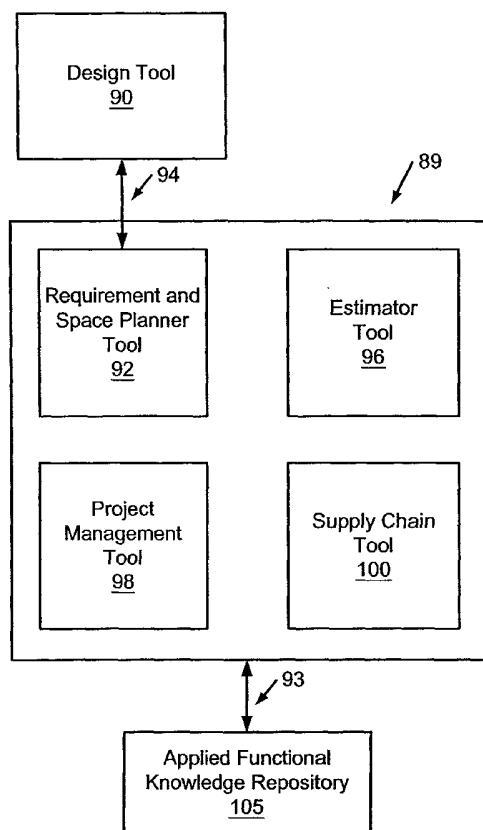 Design Tool
90
94
89
Requirement and
Space Planner
Tool
92
Estimator
Tool
96
Project
Management
Tool
98
Supply Chain
Tool
100
93
Applied Functional
Knowledge Repository
105